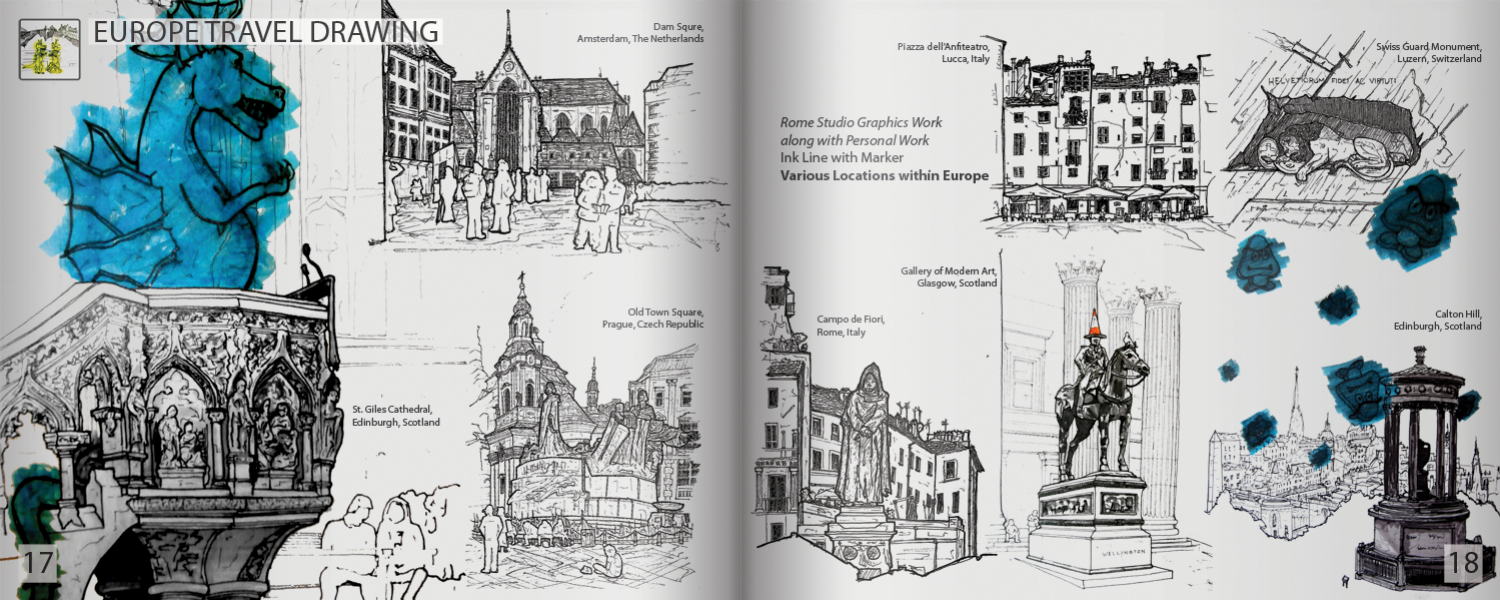 EUROPE TRAVEL DRAWING
Dam Squre,
Amsterdam, The Netherlands
St. Giles Cathedral,
Edinburgh, Scotland
Old Town Square,
Prague, Czech Republic
17
Piazza dell'Anfiteatro,
Lucca, Italy
Rome Studio Graphics Work
along with Personal Work
Ink Line with Marker
Various Locations within Europe
Swiss Guard Monument,
Luzern, Switzerland
HELVETIORUM FIDEI AC VIRTUTI
Gallery of Modern Art,
Glasgow, Scotland
Campo de Fiori,
Rome, Italy
WELLINGTON
Calton Hill,
Edinburgh, Scotland
18